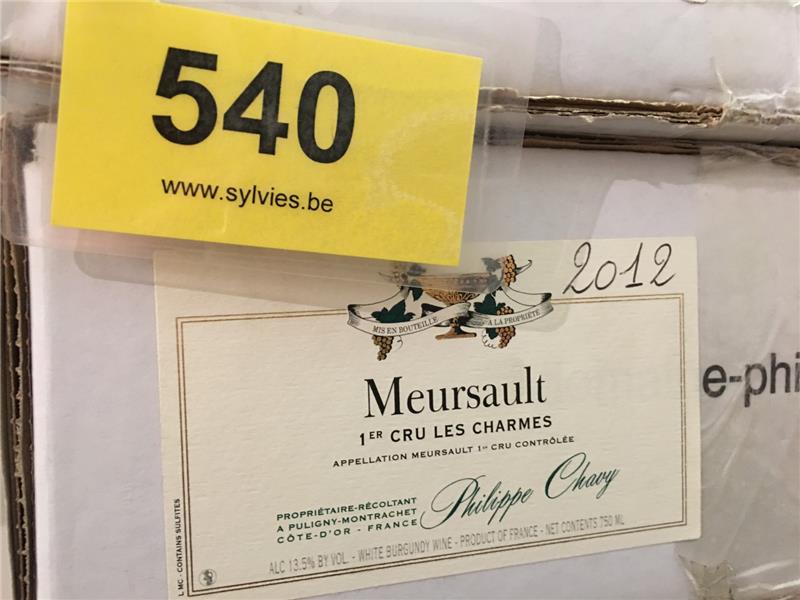 540
www.sylvies.be
2012
MIS EN BOUTEILLE A LA PROPRIÉTÉ
Meursault
1ER CRU LES CHARMES
APPELLATION MEURSAULT 1ER CRU CONTRÔLÉE
PROPRIÉTAIRE-RÉCOLTANT
A PULIGNY-MONTRACHET
CÔTE-D'OR - FRANCE
Philippe Chavy
ALC 13.5% BY VOL. - WHITE BURGUNDY WINE - PRODUCT OF FRANCE - NET CONTENTS 750 ML
L MC - CONTAINS SULFITES
e-phi